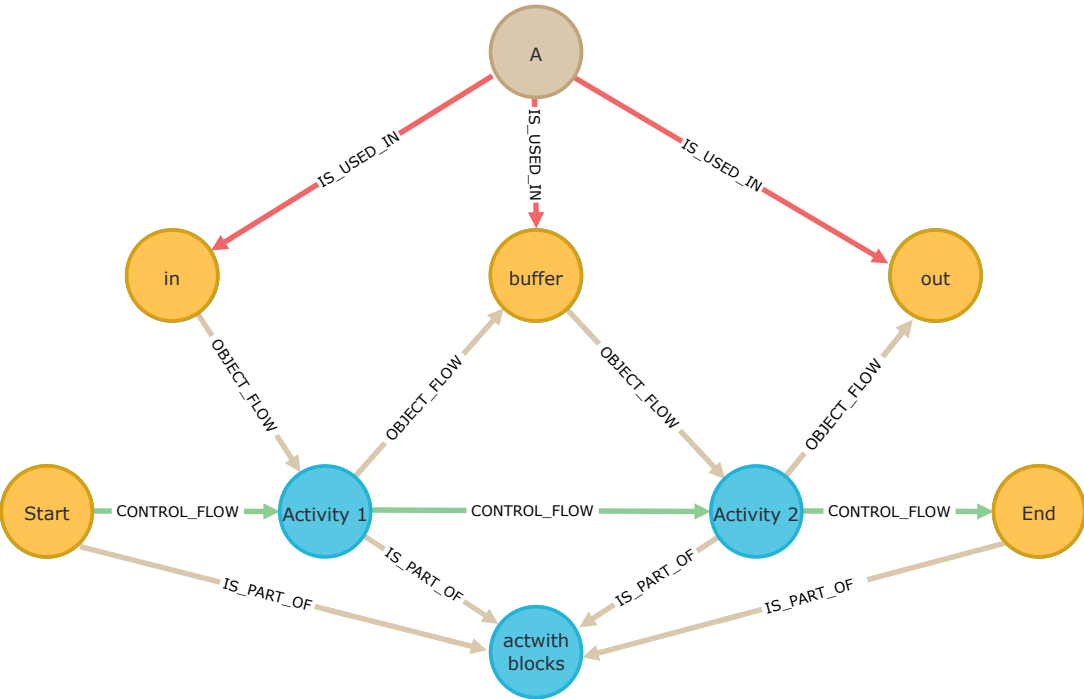 A
IS_USED_IN
IS_USED_IN
IS_USED_IN
in
buffer
out
OBJECT_FLOW
OBJECT_FLOW
OBJECT_FLOW
OBJECT_FLOW
Start
CONTROL_FLOW
Activity 1
CONTROL_FLOW
Activity 2
CONTROL_FLOW
End
IS_PART_OF
IS_PART_OF
IS_PART_OF
IS_PART_OF
actwith
blocks